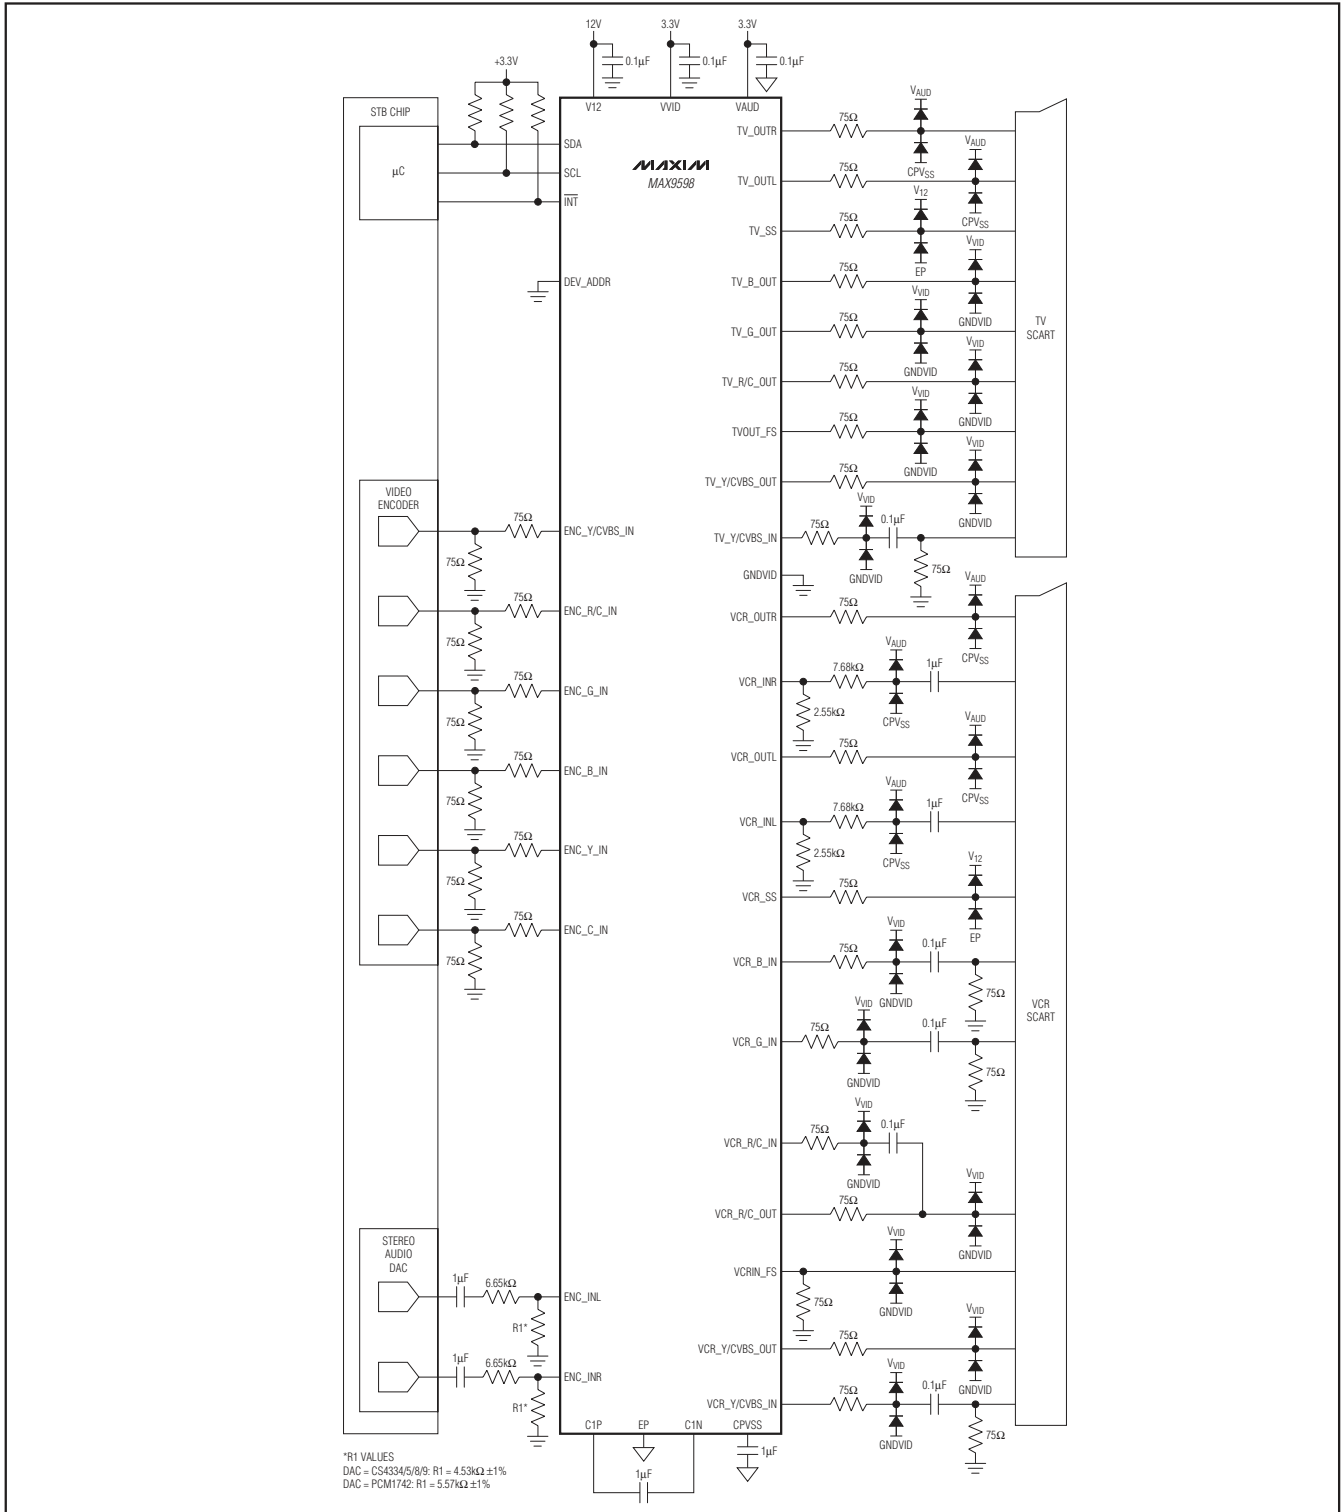 12V
3.3V
3.3V
0.1µF
0.1µF
0.1µF
+3.3V
STB CHIP
µC
V12
VVID
VAUD
SDA
SCL
INT
DEV_ADDR
MAXIM
MAX9598
TV_OUTR
75Ω
VAUD
CPVSS
TV_OUTL
75Ω
VAUD
CPVSS
TV_SS
75Ω
V12
EP
TV_B_OUT
75Ω
VVID
GNDVID
TV_G_OUT
75Ω
VVID
GNDVID
TV_R/C_OUT
75Ω
VVID
GNDVID
TVOUT_FS
75Ω
VVID
GNDVID
TV_Y/CVBS_OUT
75Ω
VVID
GNDVID
TV_Y/CVBS_IN
75Ω
VVID
0.1µF
GNDVID
75Ω
TV
SCART
GNDVID
VIDEO
ENCODER
75Ω
ENC_Y/CVBS_IN
75Ω
75Ω
ENC_R/C_IN
75Ω
75Ω
ENC_G_IN
75Ω
75Ω
ENC_B_IN
75Ω
75Ω
ENC_Y_IN
75Ω
75Ω
ENC_C_IN
75Ω
VCR_OUTR
75Ω
VAUD
CPVSS
VCR_INR
7.68kΩ
VAUD
1µF
2.55kΩ
CPVSS
VCR_OUTL
75Ω
VAUD
CPVSS
VCR_INL
7.68kΩ
VAUD
1µF
2.55kΩ
CPVSS
VCR_SS
75Ω
V12
EP
VCR_B_IN
75Ω
VVID
0.1µF
GNDVID
75Ω
VCR_G_IN
75Ω
VVID
0.1µF
GNDVID
75Ω
VCR
SCART
VCR_R/C_IN
75Ω
VVID
0.1µF
GNDVID
VCR_R/C_OUT
75Ω
VVID
GNDVID
VCRIN_FS
VVID
75Ω
GNDVID
VCR_Y/CVBS_OUT
75Ω
VVID
GNDVID
VCR_Y/CVBS_IN
75Ω
VVID
0.1µF
GNDVID
75Ω
STEREO
AUDIO
DAC
1µF
6.65kΩ
ENC_INL
R1*
1µF
6.65kΩ
ENC_INR
R1*
C1P
EP
C1N
CPVSS
1µF
1µF
*R1 VALUES
DAC = CS4334/5/8/9: R1 = 4.53kΩ ±1%
DAC = PCM1742: R1 = 5.57kΩ ±1%